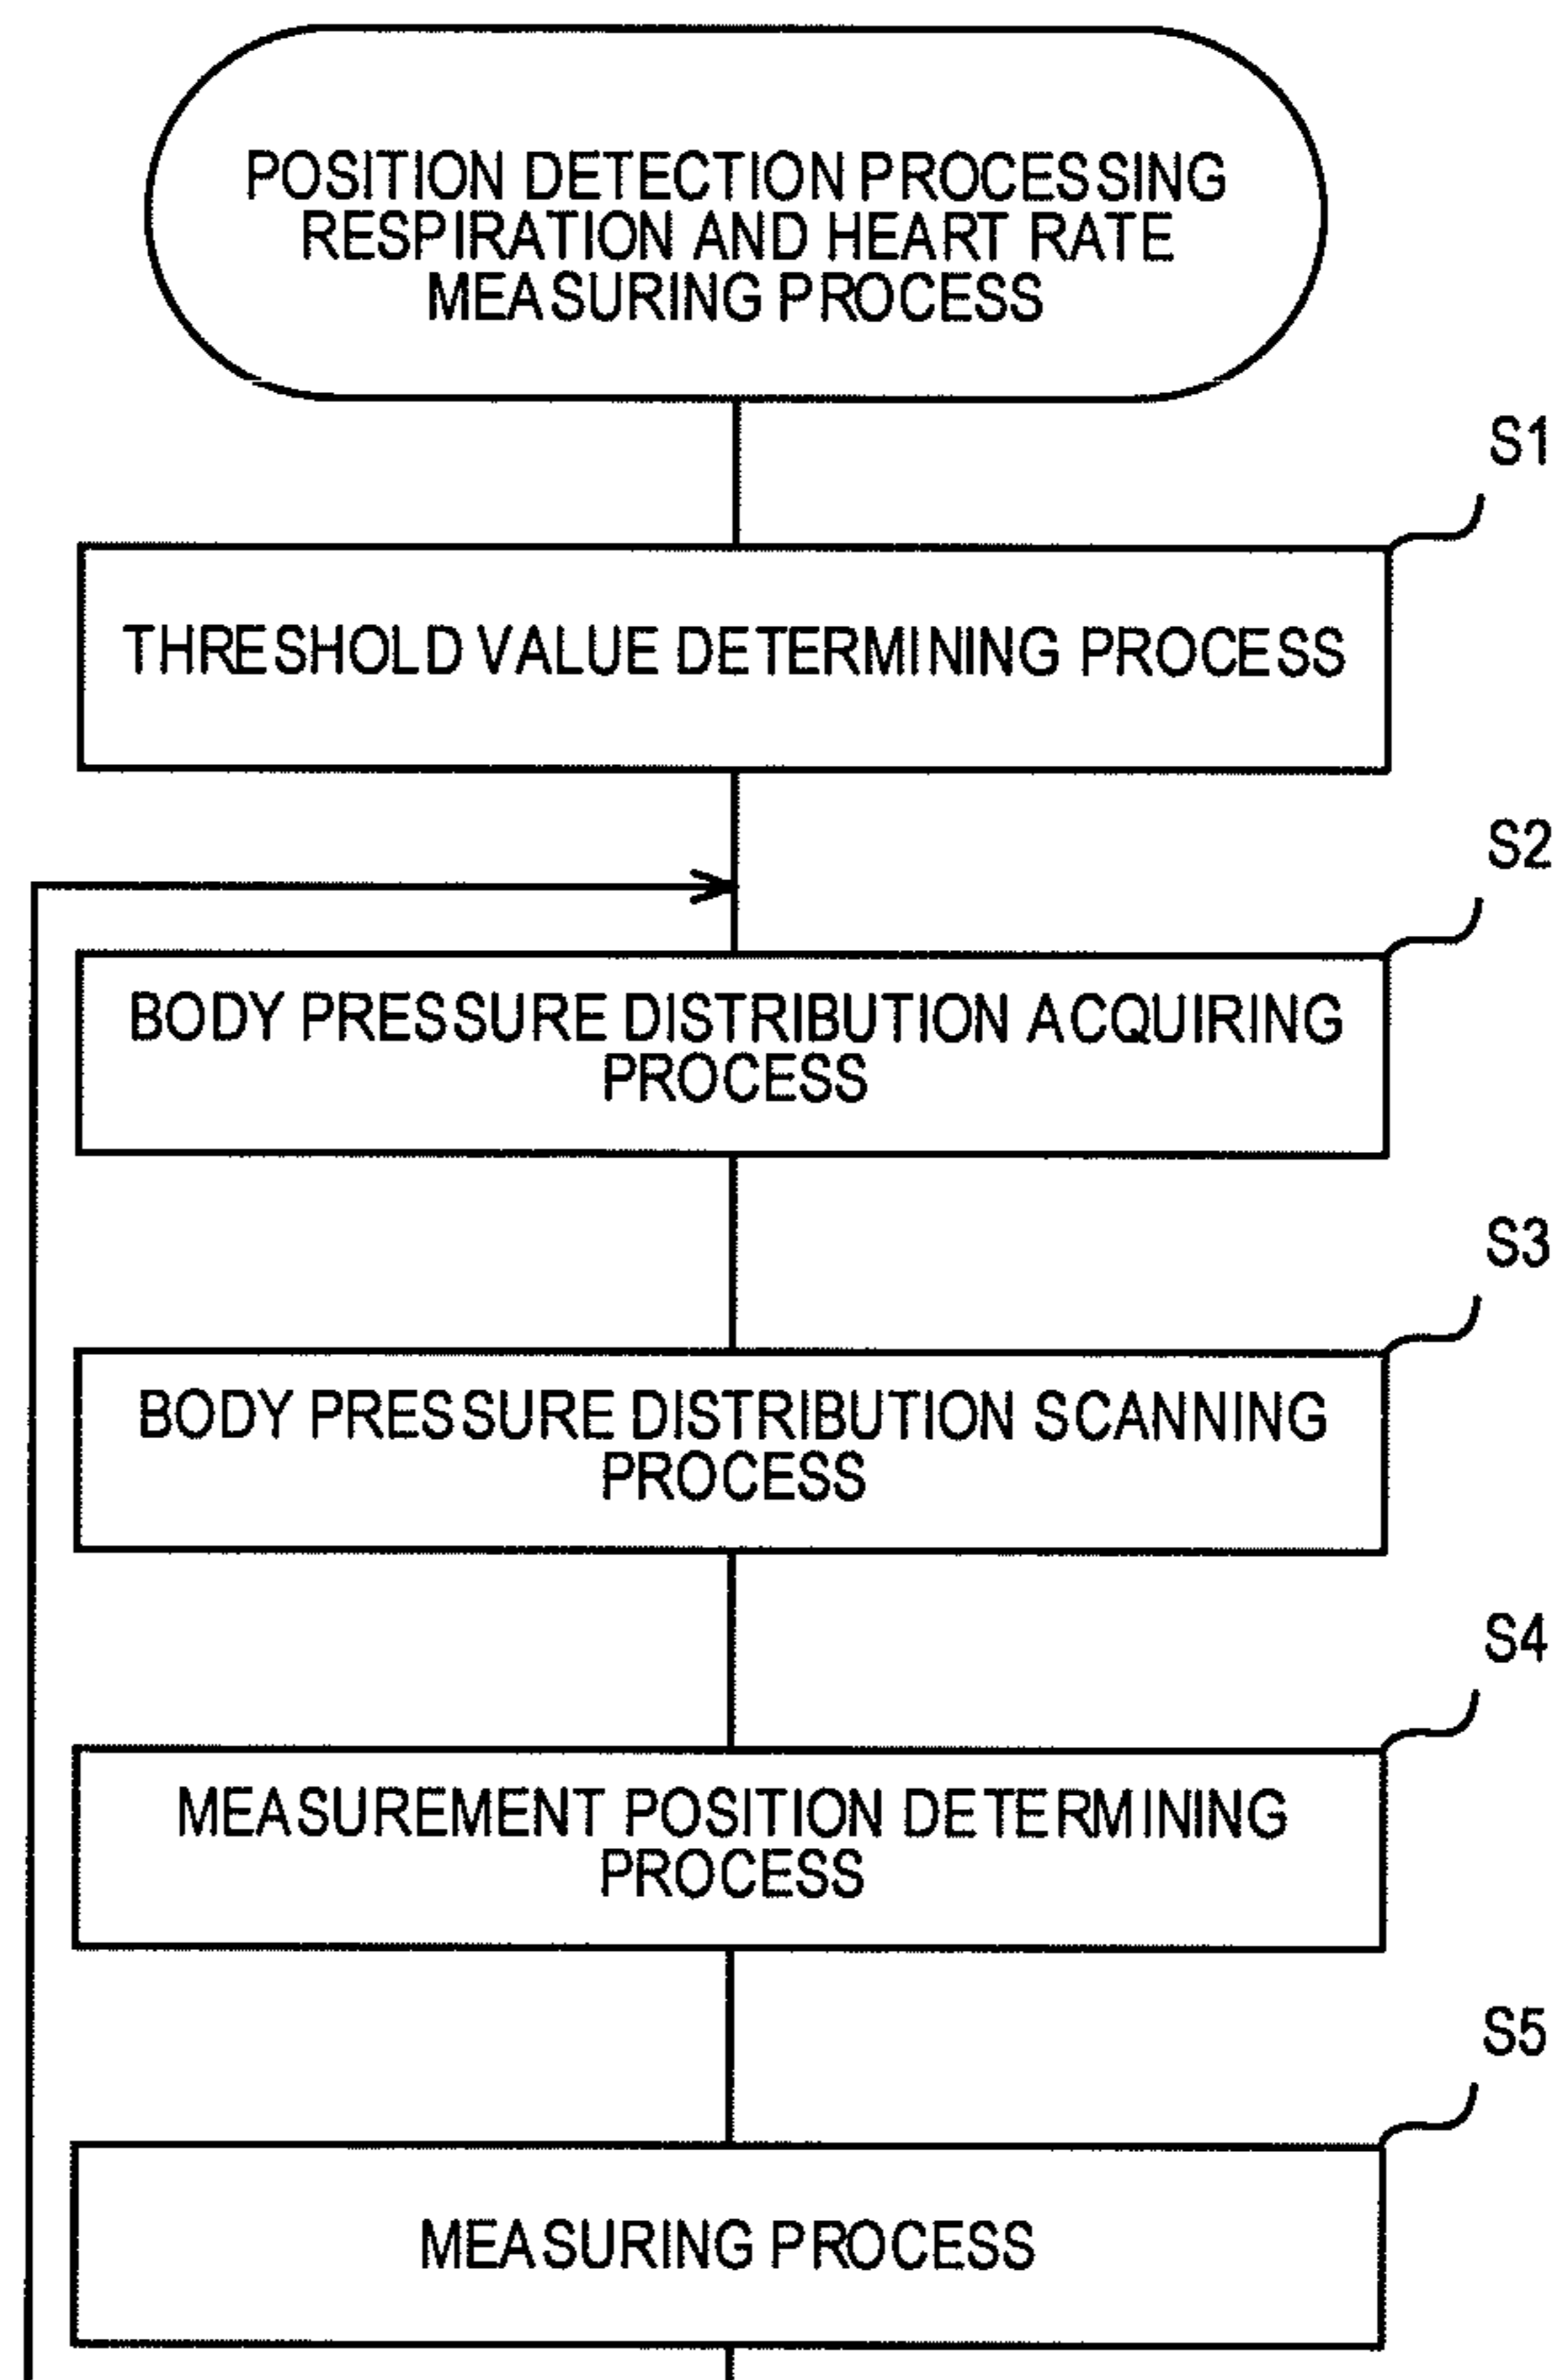 POSITION DETECTION PROCESSING
RESPIRATION AND HEART RATE
MEASURING PROCESS
S1
THRESHOLD VALUE DETERMINING PROCESS
S2
BODY PRESSURE DISTRIBUTION ACQUIRING
PROCESS
S3
BODY PRESSURE DISTRIBUTION SCANNING
PROCESS
S4
MEASUREMENT POSITION DETERMINING
PROCESS
S5
MEASURING PROCESS